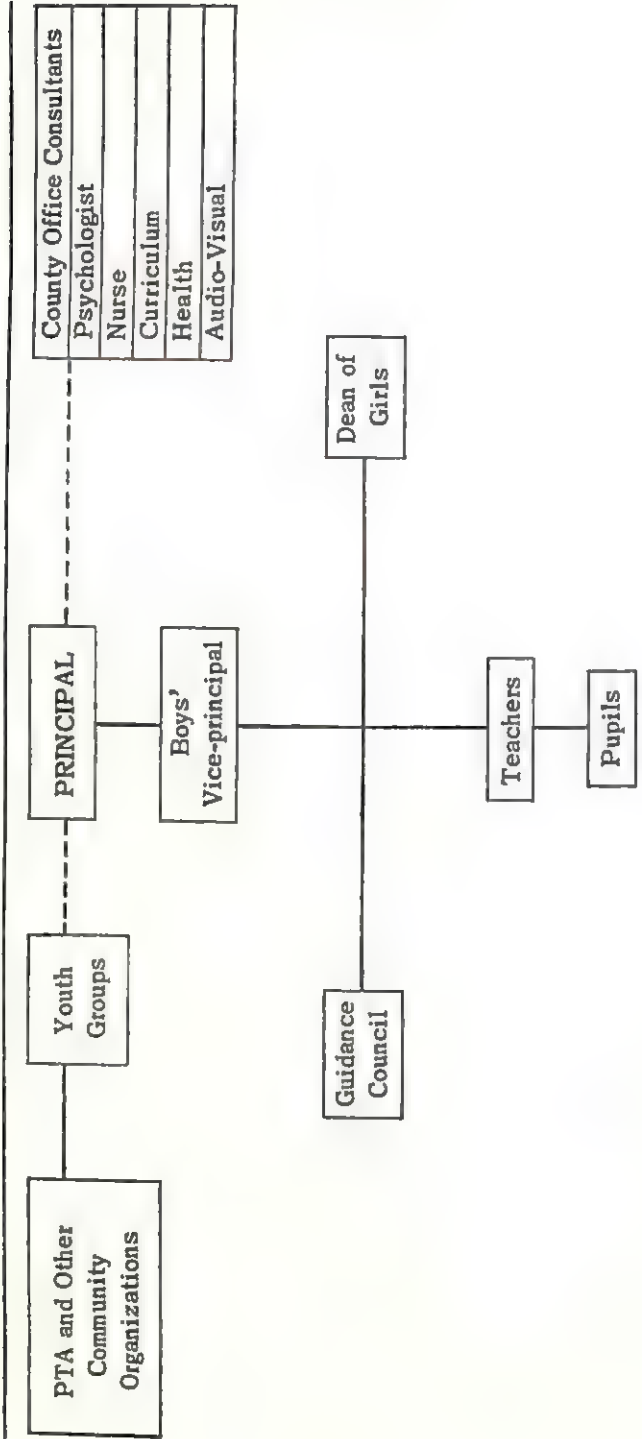 PTA and Other
Community
Organizations
Youth
Groups
PRINCIPAL
County Office Consultants
Psychologist
Nurse
Curriculum
Health
Audio-Visual
Boys'
Vice-principal
Guidance
Council
Dean of
Girls
Teachers
Pupils